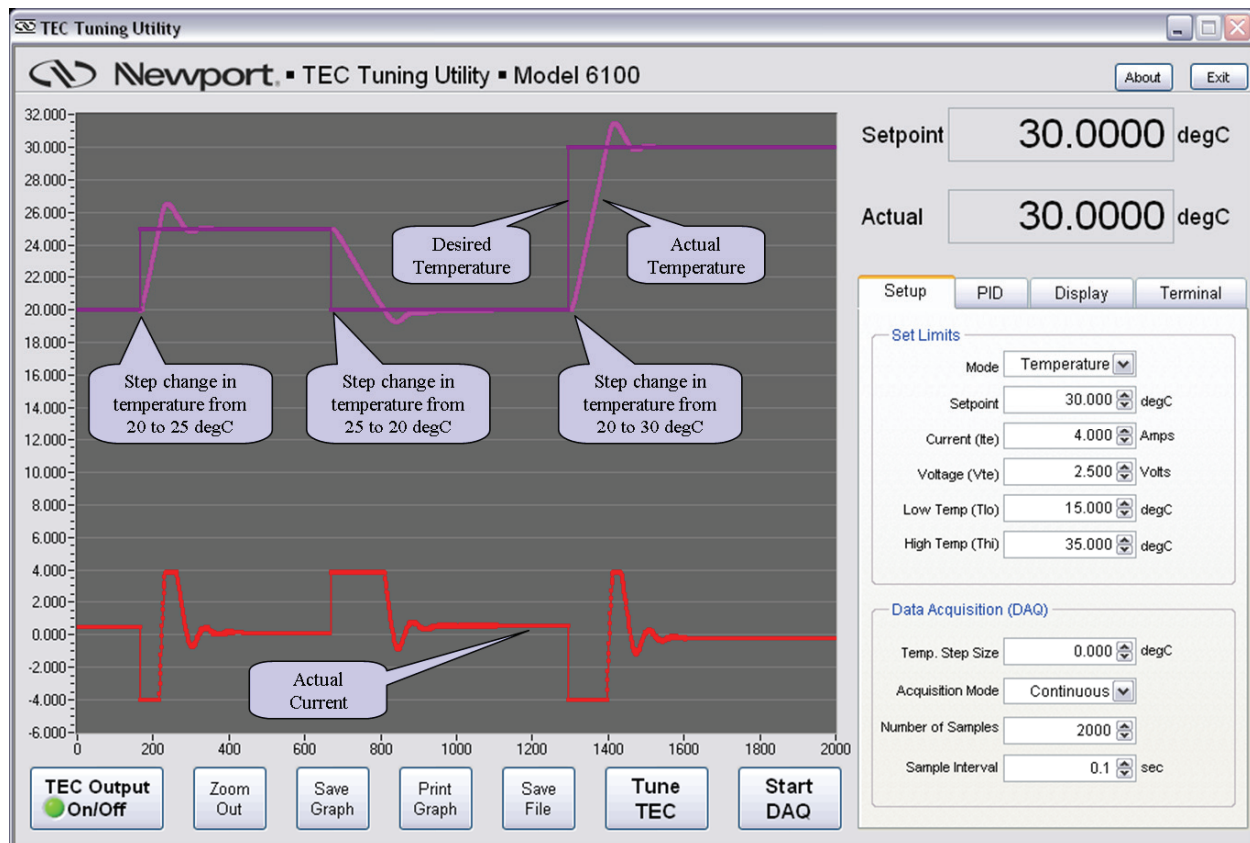 TEC Tuning Utility
Newport. ▪ TEC Tuning Utility ▪ Model 6100
About
Exit
32.000
30.000
28.000
26.000
24.000
22.000
20.000
18.000
16.000
14.000
12.000
10.000
8.000
6.000
4.000
2.000
0.000
-2.000
-4.000
-6.000
0 200 400 600 800 1000 1200 1400 1600 1800 2000
Desired
Temperature
Actual
Temperature
Step change in
temperature from
20 to 25 degC
Step change in
temperature from
25 to 20 degC
Step change in
temperature from
20 to 30 degC
Actual
Current
TEC Output
On/Off
Zoom
Out
Save
Graph
Print
Graph
Save
File
Tune
TEC
Start
DAQ
Setpoint 30.0000 degC
Actual 30.0000 degC
Setup PID Display Terminal
Set Limits
Mode Temperature
Setpoint 30.000 degC
Current (Ite) 4.000 Amps
Voltage (Vte) 2.500 Volts
Low Temp (Tlo) 15.000 degC
High Temp (Thi) 35.000 degC
Data Acquisition (DAQ)
Temp. Step Size 0.000 degC
Acquisition Mode Continuous
Number of Samples 2000
Sample Interval 0.1 sec